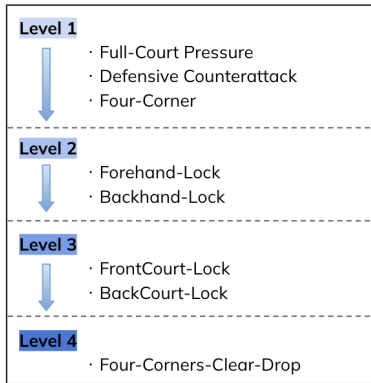 Level 1
· Full-Court Pressure
· Defensive Counterattack
· Four-Corner
Level 2
· Forehand-Lock
· Backhand-Lock
Level 3
· FrontCourt-Lock
· BackCourt-Lock
Level 4
· Four-Corners-Clear-Drop